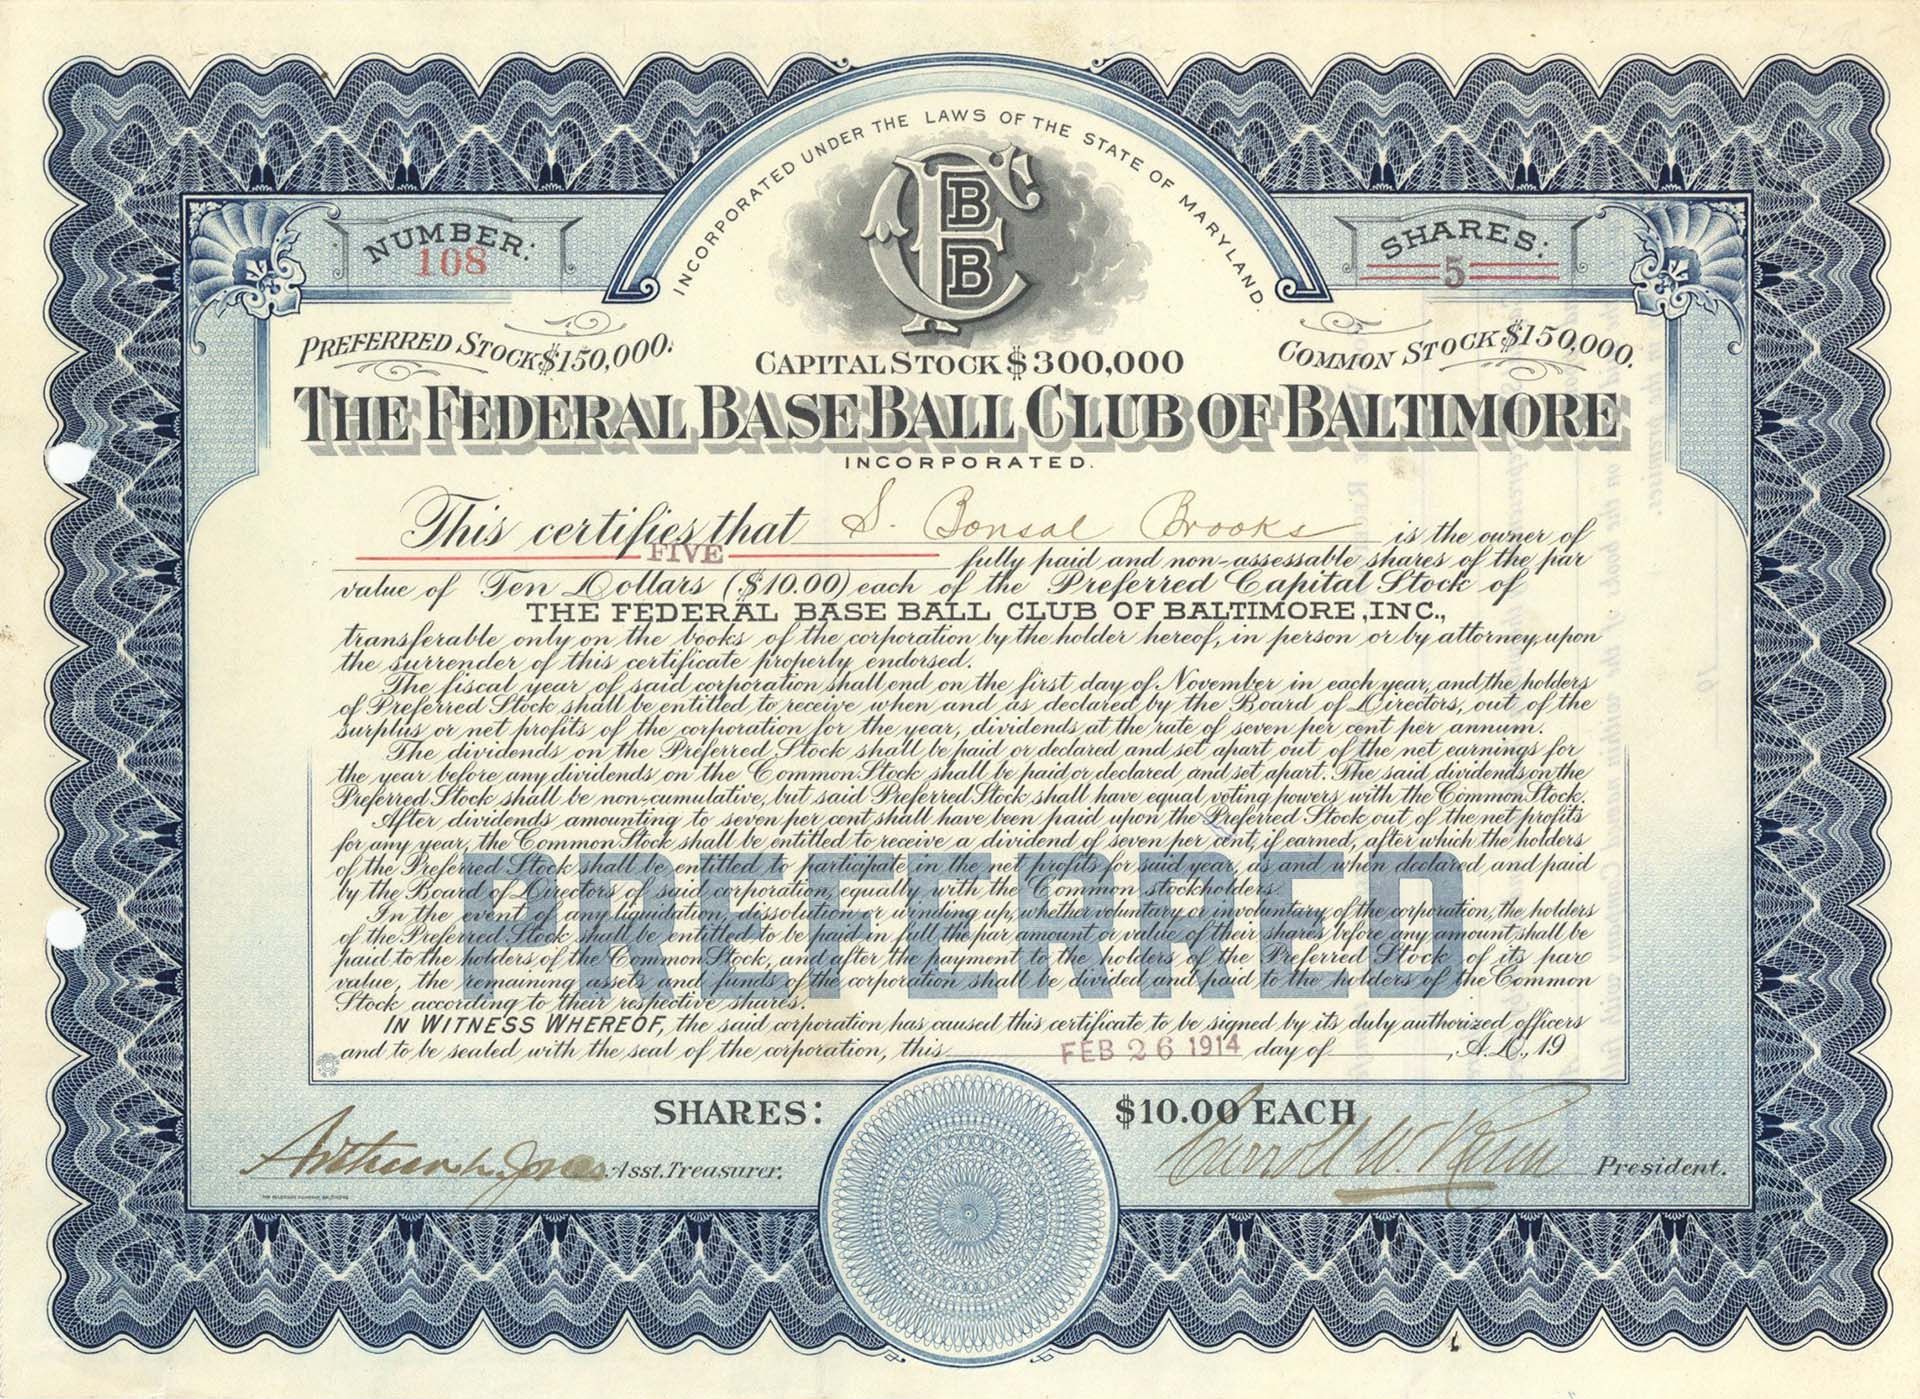 INCORPORATED UNDER THE LAWS OF THE STATE OF MARYLAND.
FCBB
NUMBER:
108
SHARES:
5
PREFERRED STOCK $150,000.
CAPITAL STOCK $300,000
COMMON STOCK $150,000.
THE FEDERAL BASE BALL CLUB OF BALTIMORE
INCORPORATED.
This certifies that S. Bonsal Brooks is the owner of
FIVE fully paid and non-assessable shares of the par
value of Ten Dollars ($10.00) each of the Preferred Capital Stock of
THE FEDERAL BASE BALL CLUB OF BALTIMORE, INC.,
transferable only on the books of the corporation by the holder hereof, in person or by attorney, upon
the surrender of this certificate properly endorsed.
The fiscal year of said corporation shall end on the first day of November in each year, and the holders
of Preferred Stock shall be entitled to receive when and as declared by the Board of Directors, out of the
surplus or net profits of the corporation for the year, dividends at the rate of seven per cent per annum.
The dividends on the Preferred Stock shall be paid or declared and set apart out of the net earnings for
the year before any dividends on the Common Stock shall be paid or declared and set apart. The said dividends on the
Preferred Stock shall be non-cumulative, but said Preferred Stock shall have equal voting powers with the Common Stock.
After dividends amounting to seven per cent shall have been paid upon the Preferred Stock out of the net profits
for any year, the Common Stock shall be entitled to receive a dividend of seven per cent, if earned, after which the holders
of the Preferred Stock shall be entitled to participate in the net profits for said year, as and when declared and paid
by the Board of Directors of said corporation, equally with the Common stockholders.
PREFERRED
In the event of any liquidation, dissolution or winding up, whether voluntary or involuntary of the corporation, the holders
of the Preferred Stock shall be entitled to be paid in full the par amount or value of their shares before any amount shall be
paid to the holders of the Common Stock, and after the payment to the holders of the Preferred Stock of its par
value, the remaining assets and funds of the corporation shall be divided and paid to the holders of the Common
Stock according to their respective shares.
IN WITNESS WHEREOF, the said corporation has caused this certificate to be signed by its duly authorized officers
and to be sealed with the seal of the corporation, this FEB 26 1914 day of , A.D., 19
SHARES: $10.00 EACH
Arthur L. Jones Asst. Treasurer.
Carroll W. President.